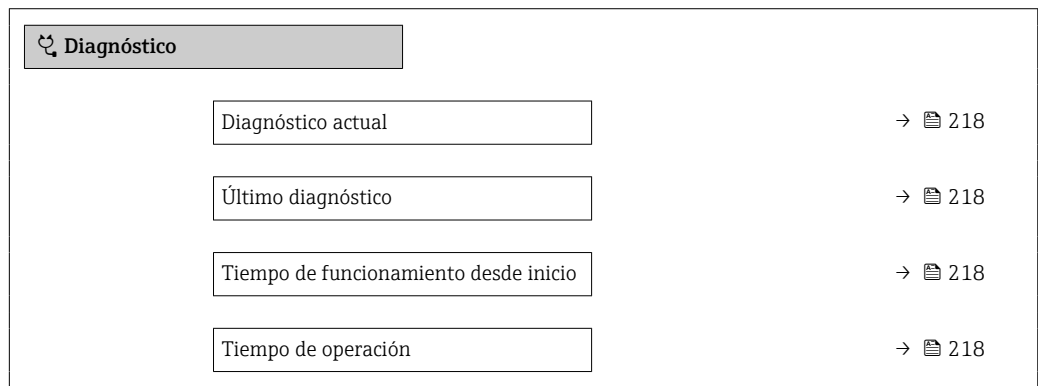 Diagnóstico
Diagnóstico actual → 218
Último diagnóstico → 218
Tiempo de funcionamiento desde inicio → 218
Tiempo de operación → 218